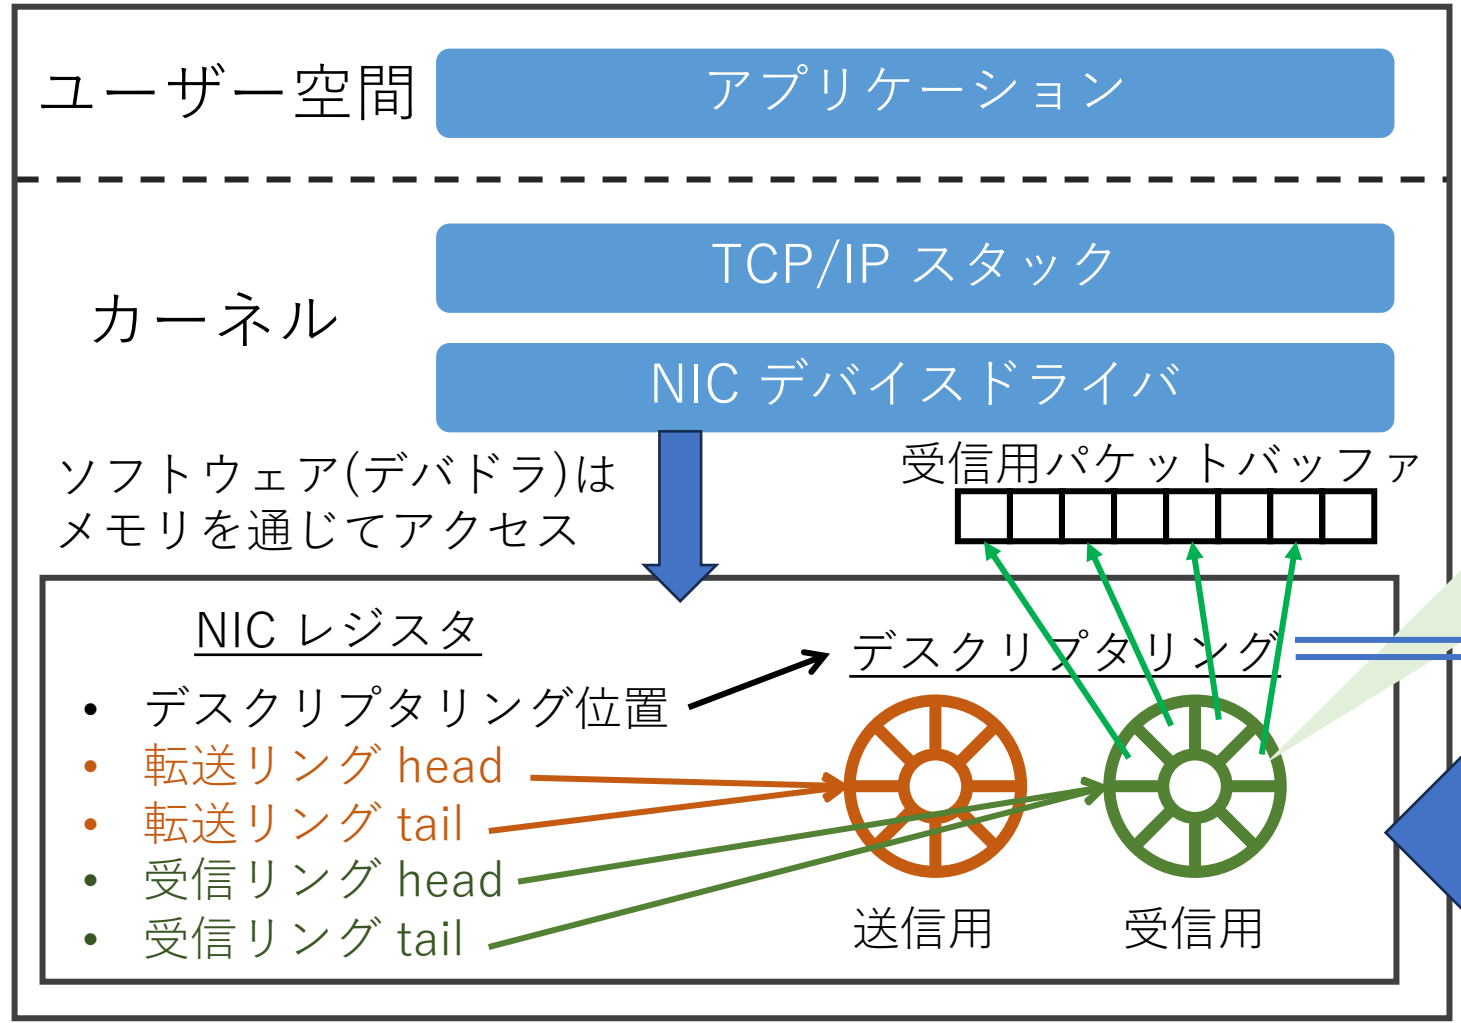 ユーザー空間
アプリケーション
TCP/IP スタック
カーネル
NIC デバイスドライバ
ソフトウェア(デバドラ)は
メモリを通じてアクセス
受信用パケットバッファ
NIC レジスタ
• デスクリプタリング位置
• 転送リング head
• 転送リング tail
• 受信リング head
• 受信リング tail
デスクリプタリング
送信用
受信用